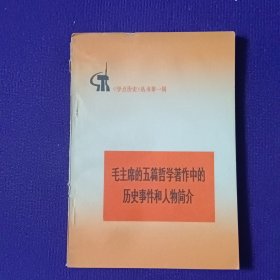 《学点历史》丛书第一辑
毛主席的五篇哲学著作中的
历史事件和人物简介